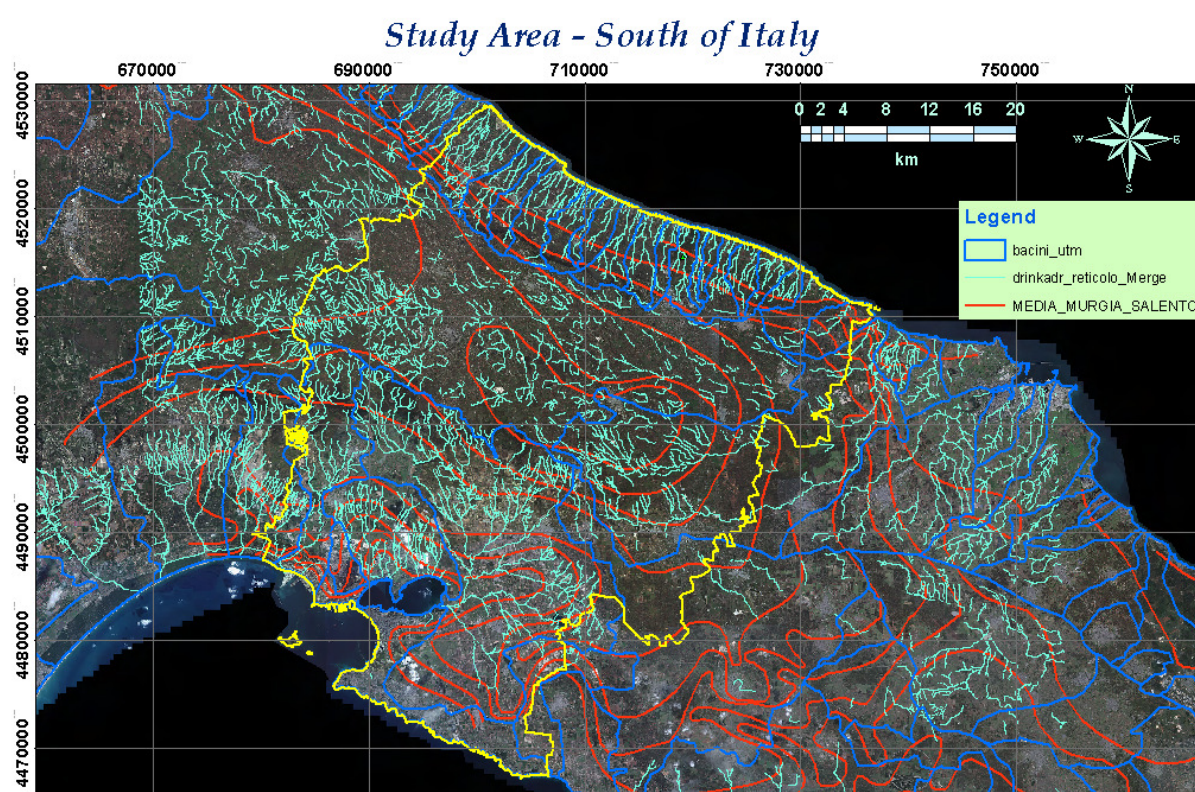 Study Area - South of Italy
670000 690000 710000 730000 750000
4530000
4520000
4510000
4500000
4490000
4480000
4470000
0 2 4 8 12 16 20
km
N
W E
S
Legend
bacini_utm
drinkadr_reticolo_Merge
MEDIA_MURGIA_SALENTO